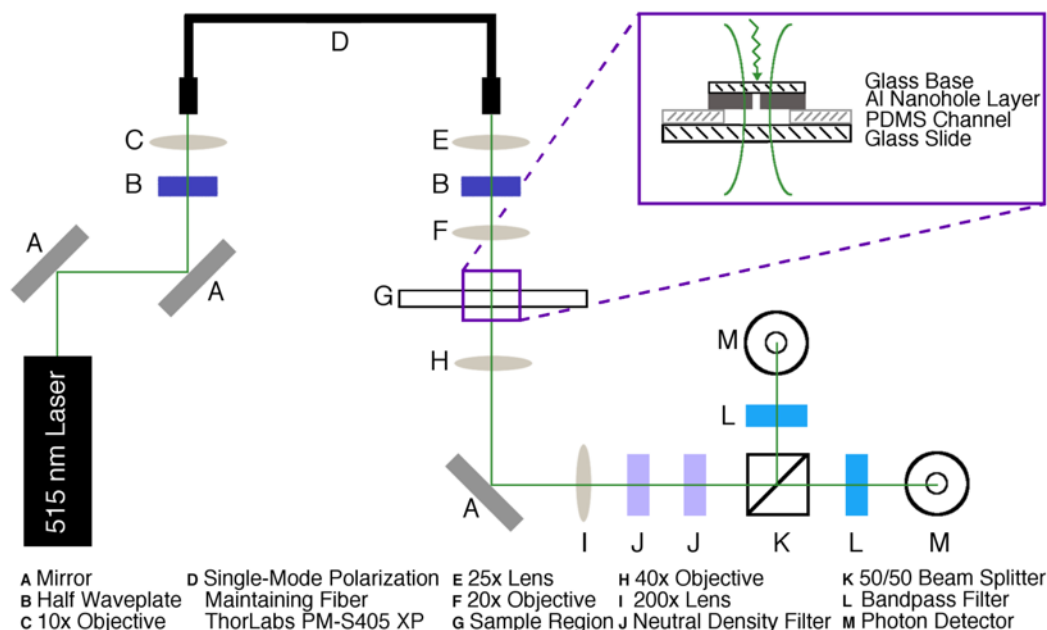 D
Glass Base
Al Nanohole Layer
PDMS Channel
Glass Slide
C
E
B
B
A
F
A
G
M
H
L
515 nm Laser
A
I
J
J
K
L
M
A Mirror
B Half Waveplate
C 10x Objective
D Single-Mode Polarization
Maintaining Fiber
ThorLabs PM-S405 XP
E 25x Lens
F 20x Objective
G Sample Region
H 40x Objective
I 200x Lens
J Neutral Density Filter
K 50/50 Beam Splitter
L Bandpass Filter
M Photon Detector